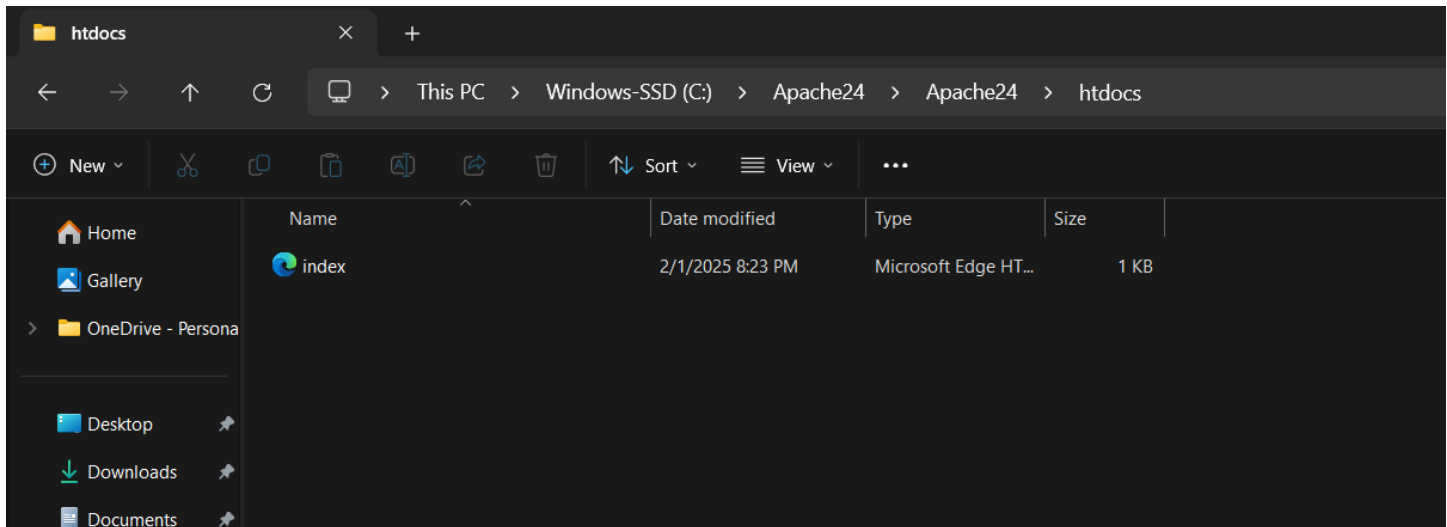 htdocs
This PC > Windows-SSD (C:) > Apache24 > Apache24 > htdocs
New Sort View
Name Date modified Type Size
Home
index 2/1/2025 8:23 PM Microsoft Edge HT... 1 KB
Gallery
OneDrive - Persona
Desktop
Downloads
Documents